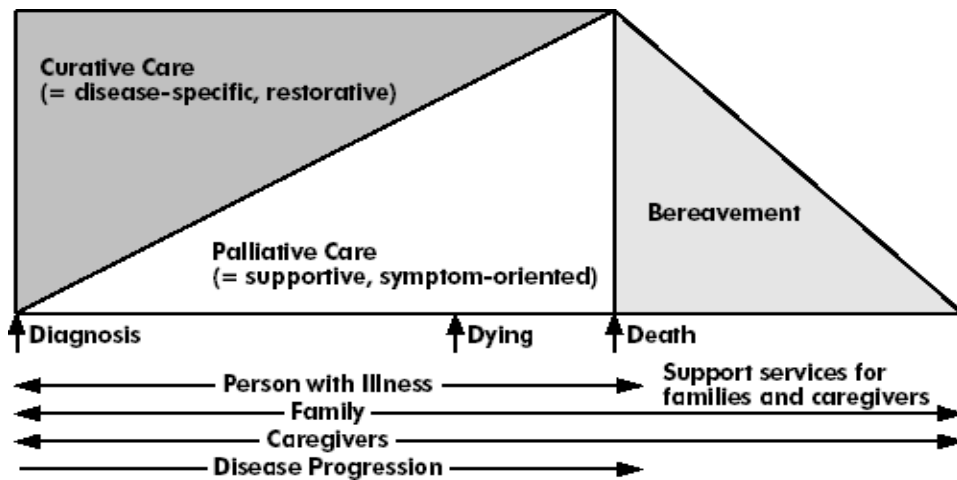 Curative Care
(= disease-specific, restorative)
Bereavement
Palliative Care
(= supportive, symptom-oriented)
Diagnosis
Dying
Death
Person with Illness
Support services for
families and caregivers
Family
Caregivers
Disease Progression